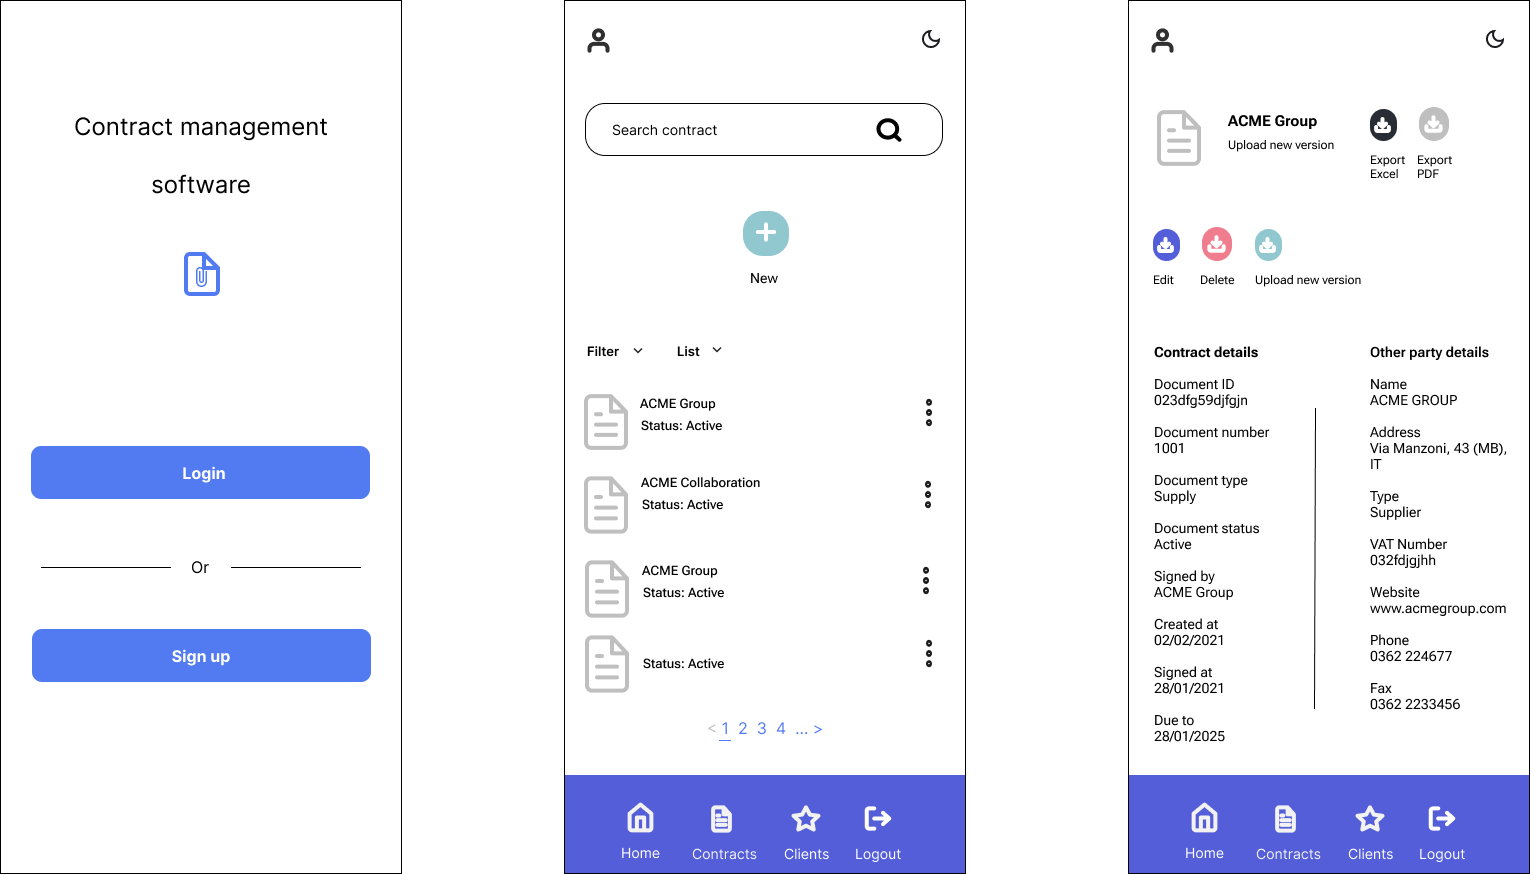 Contract management
software
Login
Or
Sign up
Search contract
New
Filter
List
ACME Group
Status: Active
ACME Collaboration
Status: Active
ACME Group
Status: Active
Status: Active
< 1 2 3 4 ... >
Home Contracts Clients Logout
ACME Group
Upload new version
Export
Excel
Export
PDF
Edit
Delete
Upload new version
Contract details
Document ID
023dfg59djfgjn
Document number
1001
Document type
Supply
Document status
Active
Signed by
ACME Group
Created at
02/02/2021
Signed at
28/01/2021
Due to
28/01/2025
Other party details
Name
ACME GROUP
Address
Via Manzoni, 43 (MB),
IT
Type
Supplier
VAT Number
032fdjgjhh
Website
www.acmegroup.com
Phone
0362 224677
Fax
0362 2233456
Home Contracts Clients Logout